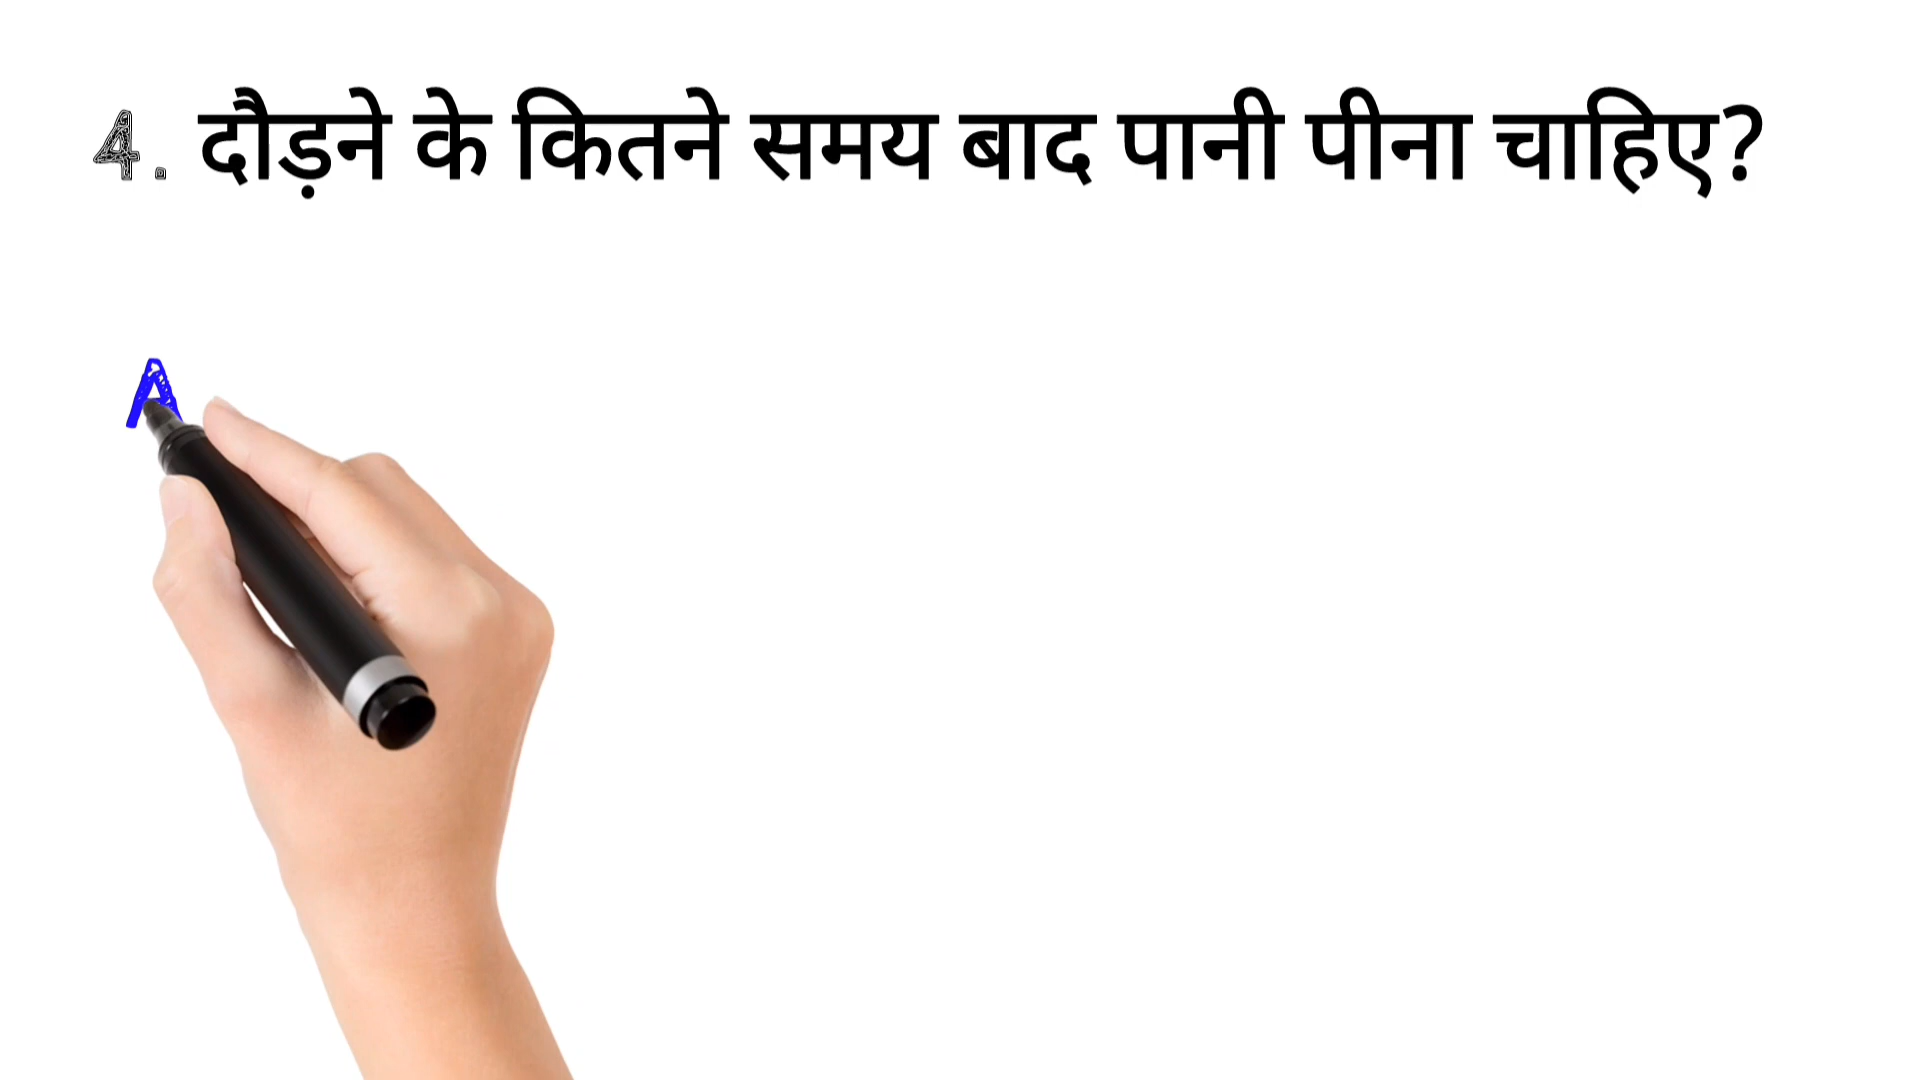 4. दौड़ने के कितने समय बाद पानी पीना चाहिए?
A